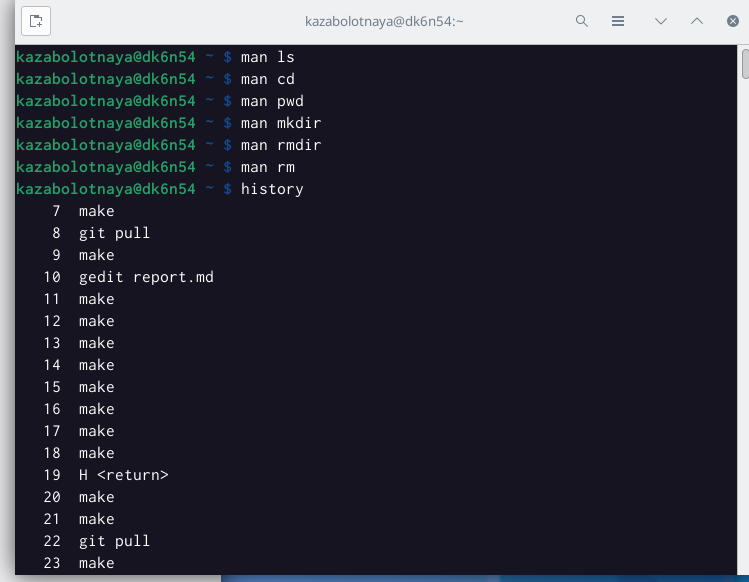 kazabolotnaya@dk6n54:~
kazabolotnaya@dk6n54 ~ $ man ls
kazabolotnaya@dk6n54 ~ $ man cd
kazabolotnaya@dk6n54 ~ $ man pwd
kazabolotnaya@dk6n54 ~ $ man mkdir
kazabolotnaya@dk6n54 ~ $ man rmdir
kazabolotnaya@dk6n54 ~ $ man rm
kazabolotnaya@dk6n54 ~ $ history
7 make
8 git pull
9 make
10 gedit report.md
11 make
12 make
13 make
14 make
15 make
16 make
17 make
18 make
19 H <return>
20 make
21 make
22 git pull
23 make